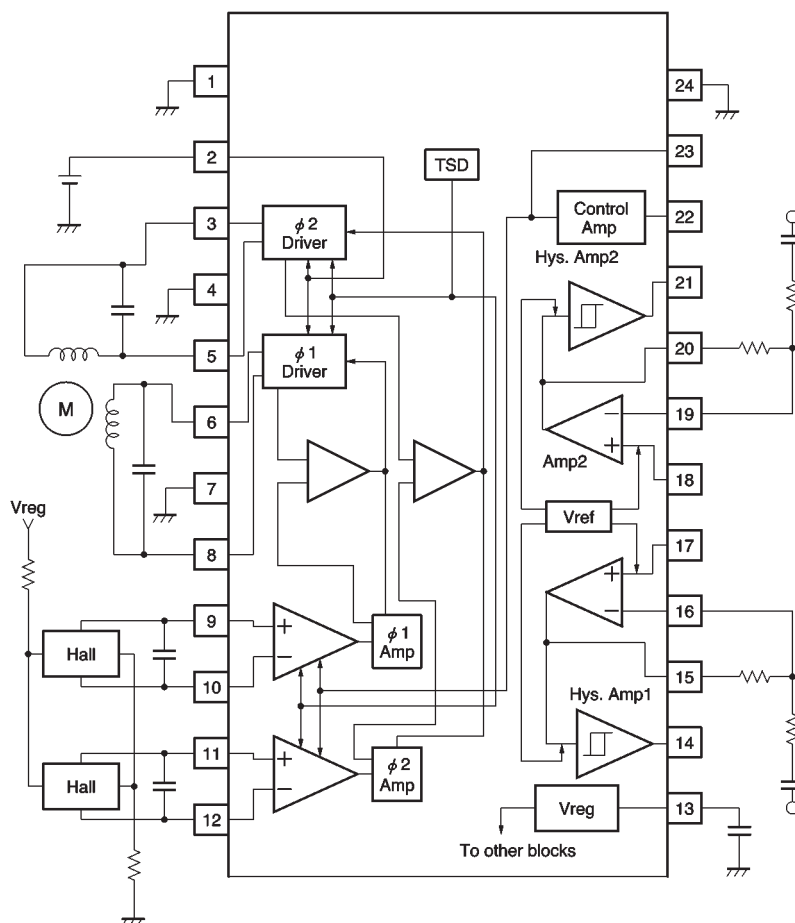 1
24
2
23
TSD
3
φ2
Driver
Control
Amp
22
Hys. Amp2
4
21
5
φ1
Driver
20
M
6
−
19
+
Amp2
18
7
Vreg
Vref
8
17
+
9
−
16
+
φ1
Amp
Hall
−
10
15
Hys. Amp1
11
+
14
Hall
φ2
Amp
−
12
Vreg
13
To other blocks